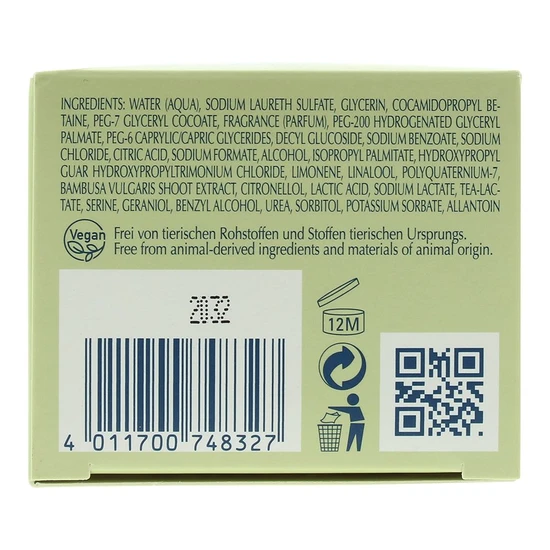 INGREDIENTS: WATER (AQUA), SODIUM LAURETH SULFATE, GLYCERIN, COCAMIDOPROPYL BE-
TAINE, PEG-7 GLYCERYL COCOATE, FRAGRANCE (PARFUM), PEG-200 HYDROGENATED GLYCERYL
PALMATE, PEG-6 CAPRYLIC/CAPRIC GLYCERIDES, DECYL GLUCOSIDE, SODIUM BENZOATE, SODIUM
CHLORIDE, CITRIC ACID, SODIUM FORMATE, ALCOHOL, ISOPROPYL PALMITATE, HYDROXYPROPYL
GUAR HYDROXYPROPYLTRIMONIUM CHLORIDE, LIMONENE, LINALOOL, POLYQUATERNIUM-7,
BAMBUSA VULGARIS SHOOT EXTRACT, CITRONELLOL, LACTIC ACID, SODIUM LACTATE, TEA-LAC-
TATE, SERINE, GERANIOL, BENZYL ALCOHOL, UREA, SORBITOL, POTASSIUM SORBATE, ALLANTOIN
Vegan
Frei von tierischen Rohstoffen und Stoffen tierischen Ursprungs.
Free from animal-derived ingredients and materials of animal origin.
2032
12M
4 011700 748327